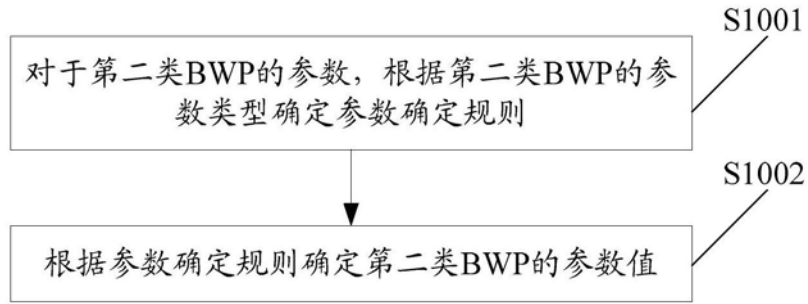 S1001
对于第二类BWP的参数，根据第二类BWP的参
数类型确定参数确定规则
S1002
根据参数确定规则确定第二类BWP的参数值